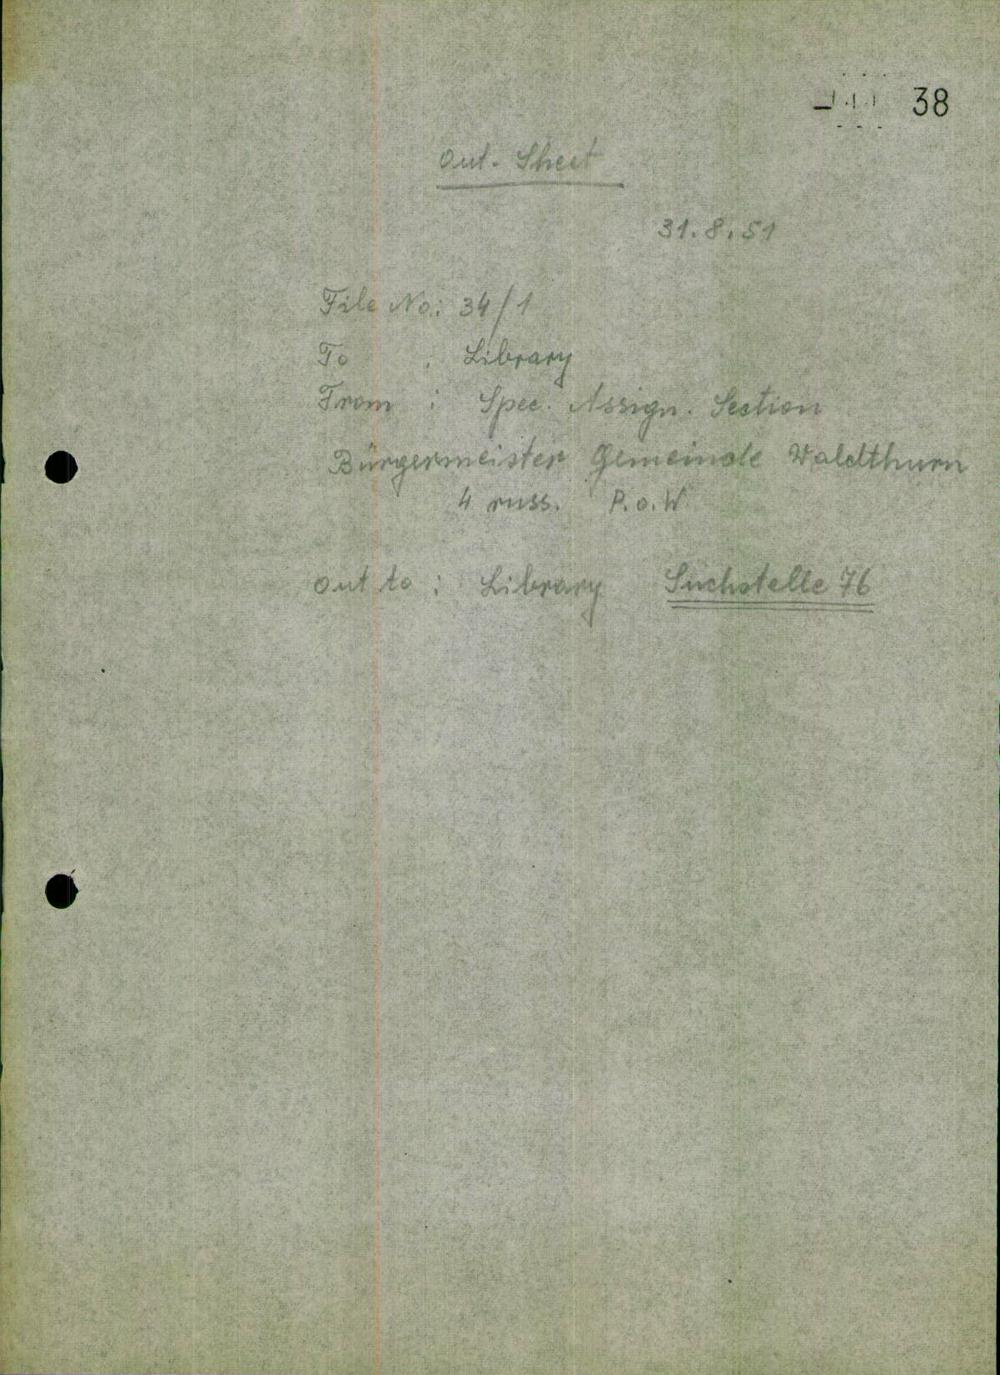 38
Out-Sheet
31.8.51
File No.: 34/1
To : Library
From : Spec. Assign. Section
Bürgermeister Gemeinde Waldthurn
4 russ. P.o.W
out to : Library Suchstelle 76